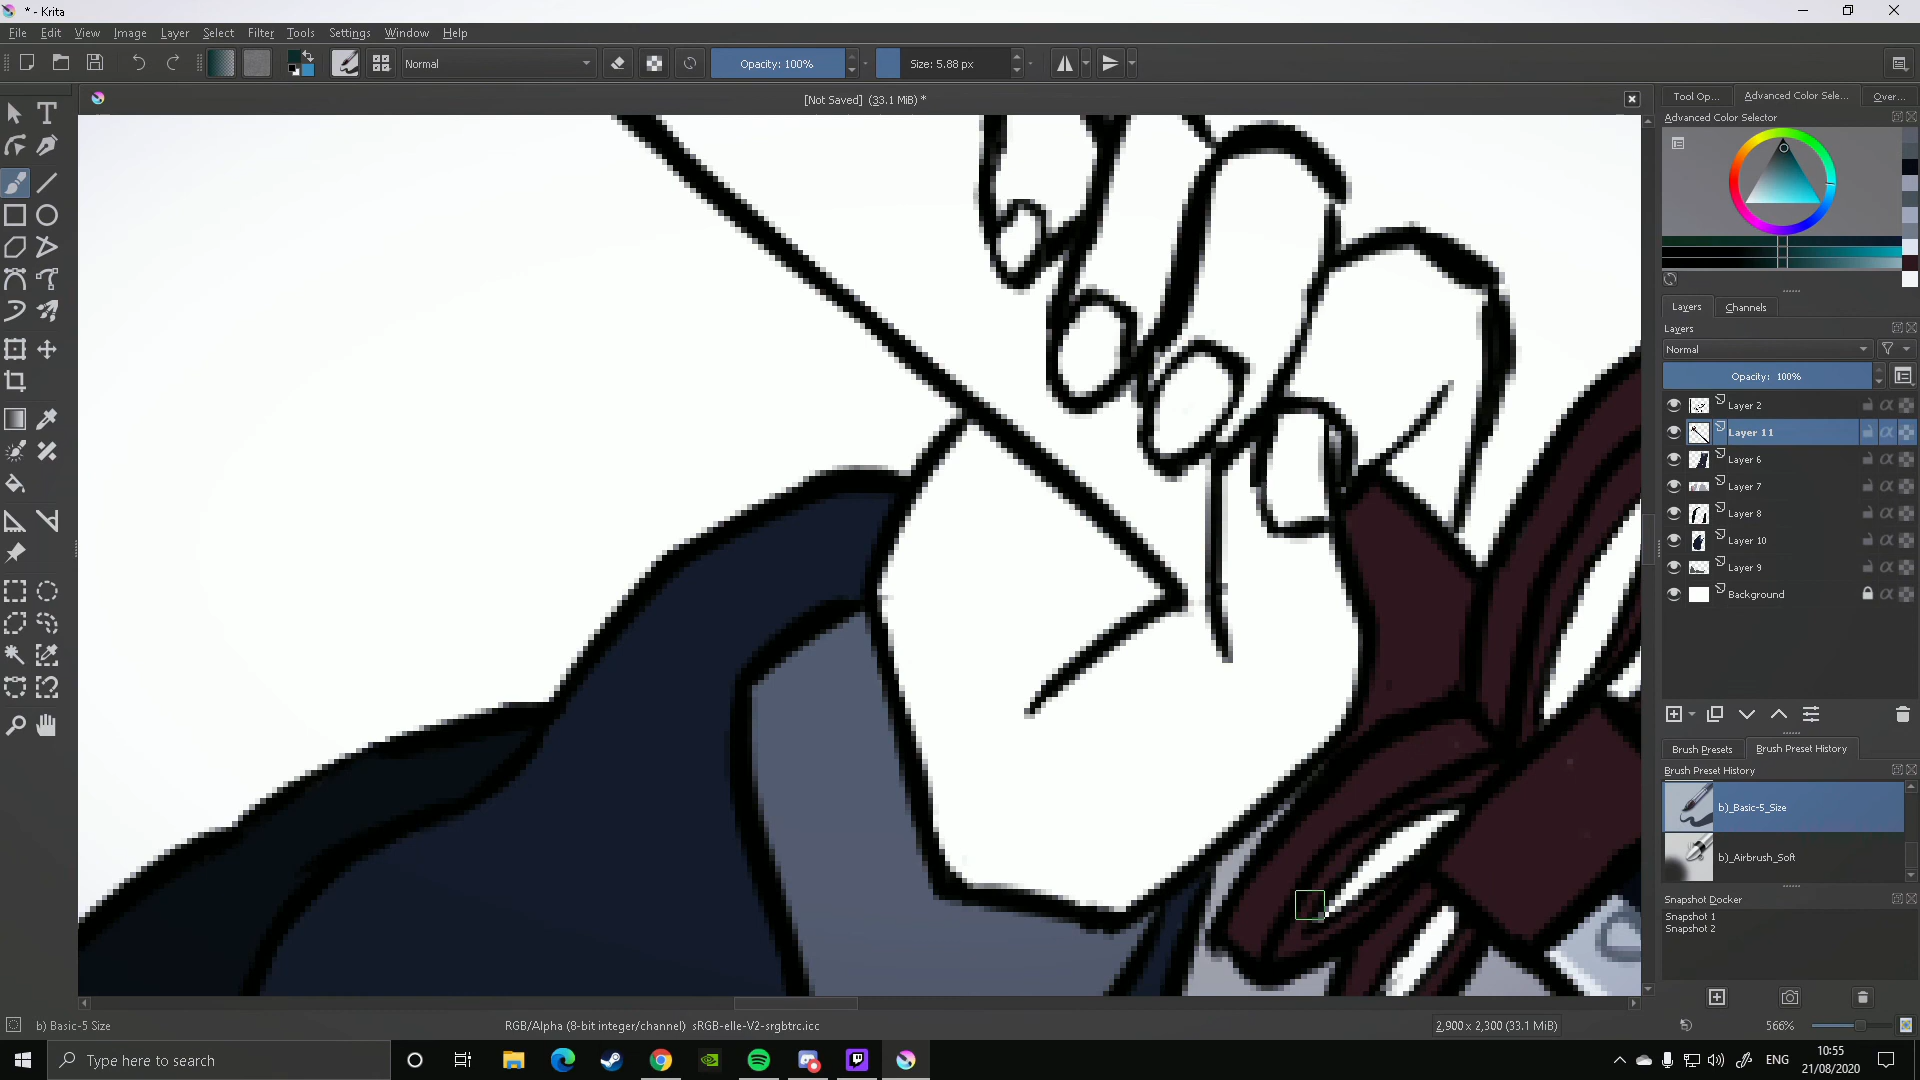 * - Krita
File Edit View Image Layer Select Filter Tools Settings Window Help
Normal Opacity: 100% Size: 5.88 px
[Not Saved] (33.1 MiB) *
Tool Op... Advanced Color Sele... Over...
Advanced Color Selector
Layers Channels
Layers
Normal
Opacity: 100%
Layer 2
Layer 11
Layer 6
Layer 7
Layer 8
Layer 10
Layer 9
Background
Brush Presets Brush Preset History
Brush Preset History
b)_Basic-5_Size
b)_Airbrush_Soft
Snapshot Docker
Snapshot 1
Snapshot 2
b) Basic-5 Size RGB/Alpha (8-bit integer/channel) sRGB-elle-V2-srgbtrc.icc 2,900 x 2,300 (33.1 MiB) 566%
Type here to search ENG 10:55
21/08/2020